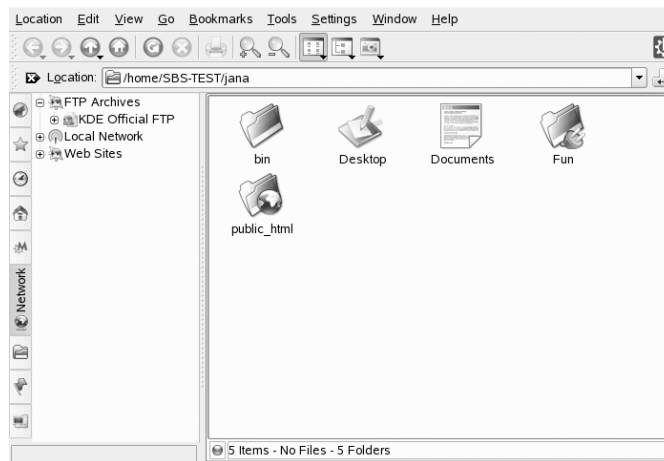 Location Edit View Go Bookmarks Tools Settings Window Help
Location: /home/SBS-TEST/jana
FTP Archives
KDE Official FTP
Local Network
Web Sites
Network
bin Desktop Documents Fun
public_html
5 Items - No Files - 5 Folders